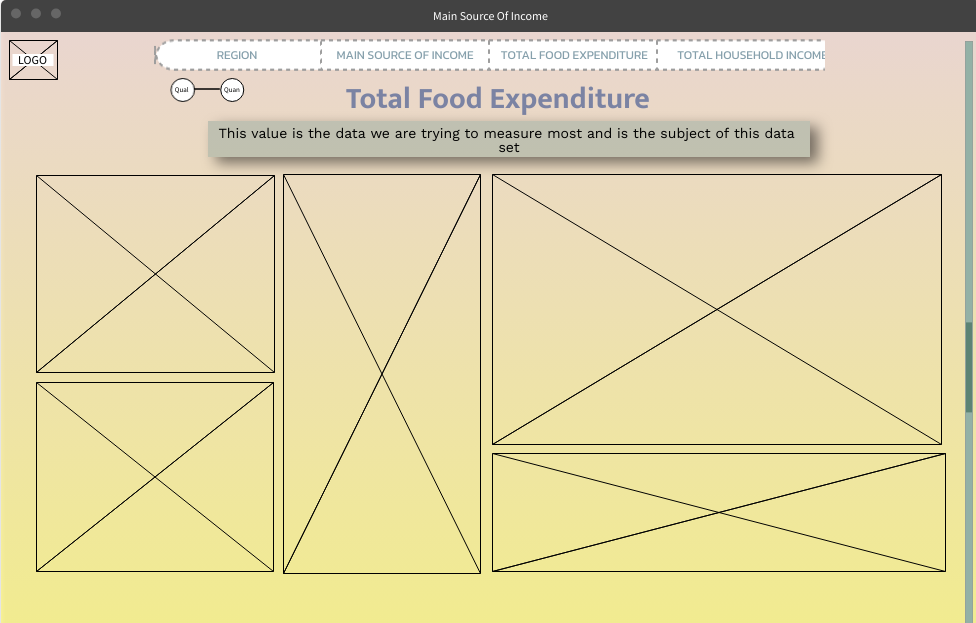 Main Source Of Income
LOGO
REGION
MAIN SOURCE OF INCOME
TOTAL FOOD EXPENDITURE
TOTAL HOUSEHOLD INCOME
Qual
Quan
Total Food Expenditure
This value is the data we are trying to measure most and is the subject of this data
set